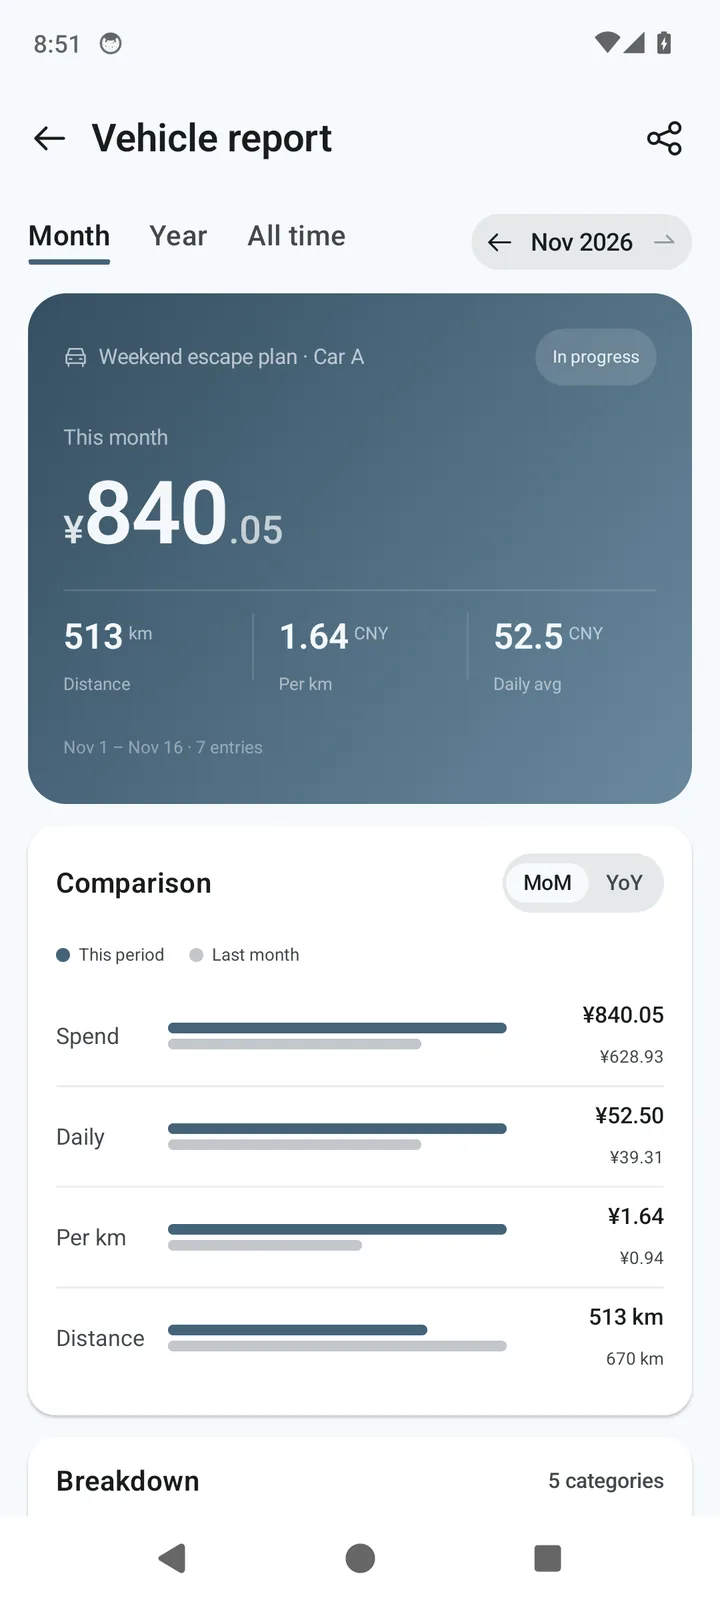 8:51
Vehicle report
Month Year All time
Nov 2026
Weekend escape plan · Car A
In progress
This month
¥840.05
513 km 1.64 CNY 52.5 CNY
Distance Per km Daily avg
Nov 1 – Nov 16 · 7 entries
Comparison
MoM YoY
This period Last month
Spend
¥840.05
¥628.93
Daily
¥52.50
¥39.31
Per km
¥1.64
¥0.94
Distance
513 km
670 km
Breakdown
5 categories